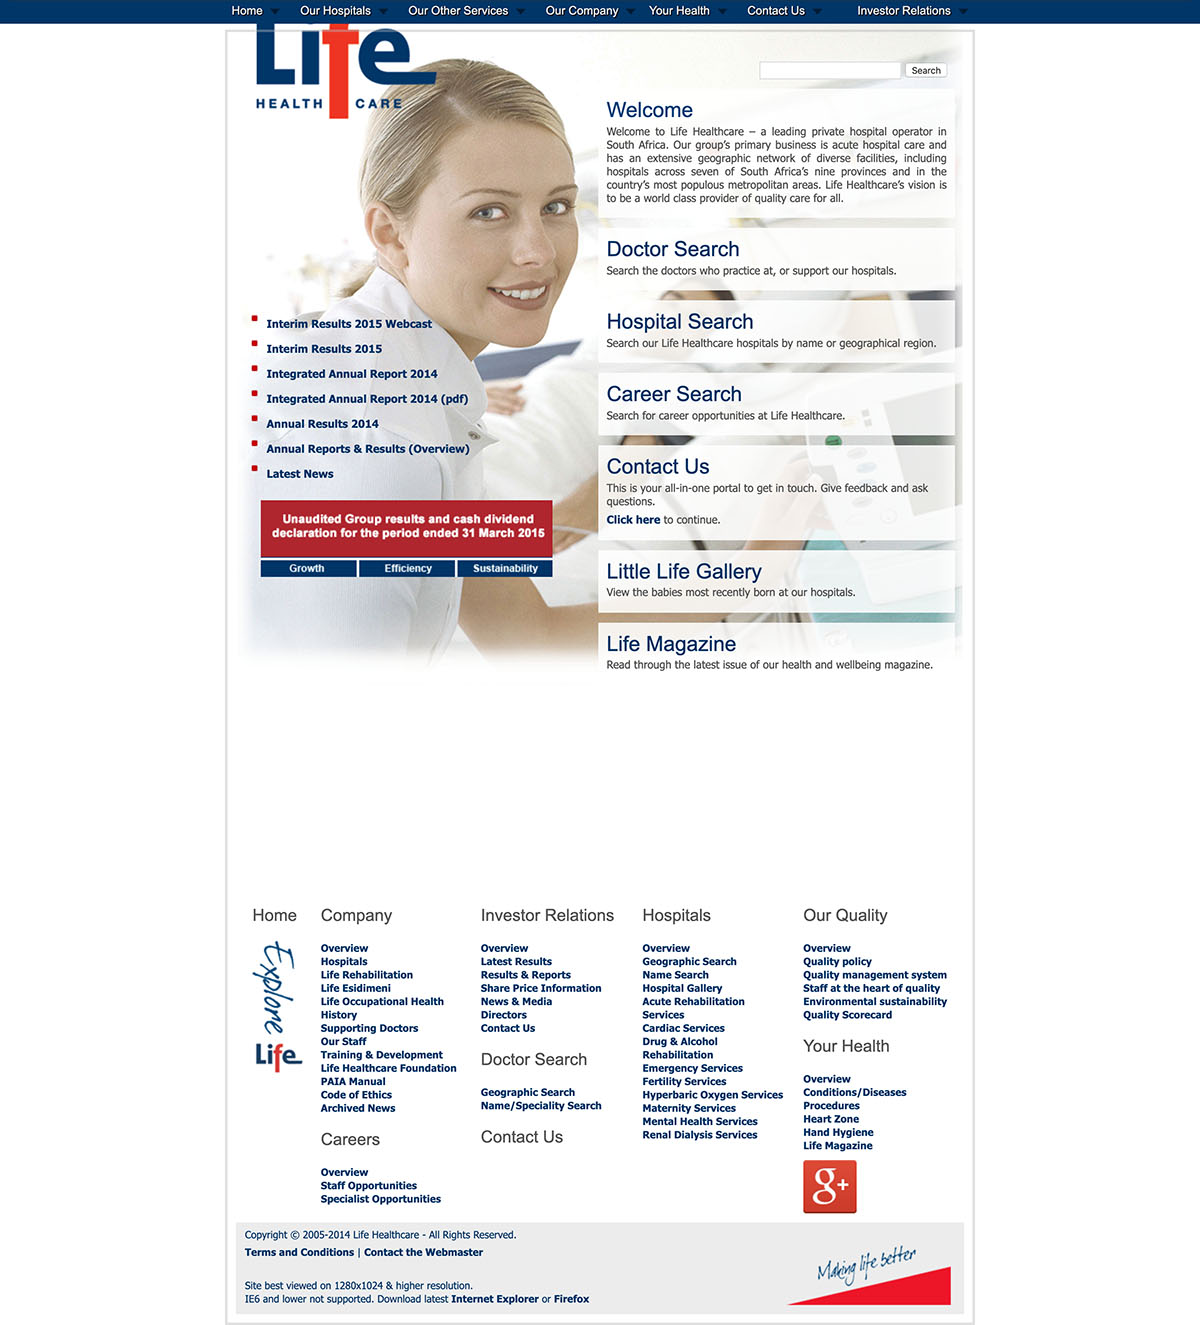 Home Our Hospitals Our Other Services Our Company Your Health Contact Us Investor Relations
Life
HEALTH CARE
Search
Welcome
Welcome to Life Healthcare – a leading private hospital operator in
South Africa. Our group's primary business is acute hospital care and
has an extensive geographic network of diverse facilities, including
hospitals across seven of South Africa's nine provinces and in the
country's most populous metropolitan areas. Life Healthcare's vision is
to be a world class provider of quality care for all.
Doctor Search
Search the doctors who practice at, or support our hospitals.
Hospital Search
Search our Life Healthcare hospitals by name or geographical region.
Career Search
Search for career opportunities at Life Healthcare.
Contact Us
This is your all-in-one portal to get in touch. Give feedback and ask
questions.
Click here to continue.
Little Life Gallery
View the babies most recently born at our hospitals.
Life Magazine
Read through the latest issue of our health and wellbeing magazine.
Interim Results 2015 Webcast
Interim Results 2015
Integrated Annual Report 2014
Integrated Annual Report 2014 (pdf)
Annual Results 2014
Annual Reports & Results (Overview)
Latest News
Unaudited Group results and cash dividend
declaration for the period ended 31 March 2015
Growth Efficiency Sustainability
Home
Explore
Life
Company
Overview
Hospitals
Life Rehabilitation
Life Esidimeni
Life Occupational Health
History
Supporting Doctors
Our Staff
Training & Development
Life Healthcare Foundation
PAIA Manual
Code of Ethics
Archived News
Careers
Overview
Staff Opportunities
Specialist Opportunities
Investor Relations
Overview
Latest Results
Results & Reports
Share Price Information
News & Media
Directors
Contact Us
Doctor Search
Geographic Search
Name/Speciality Search
Contact Us
Hospitals
Overview
Geographic Search
Name Search
Hospital Gallery
Acute Rehabilitation
Services
Cardiac Services
Drug & Alcohol
Rehabilitation
Emergency Services
Fertility Services
Hyperbaric Oxygen Services
Maternity Services
Mental Health Services
Renal Dialysis Services
Our Quality
Overview
Quality policy
Quality management system
Staff at the heart of quality
Environmental sustainability
Quality Scorecard
Your Health
Overview
Conditions/Diseases
Procedures
Heart Zone
Hand Hygiene
Life Magazine
g+
Copyright © 2005-2014 Life Healthcare - All Rights Reserved.
Terms and Conditions | Contact the Webmaster
Site best viewed on 1280x1024 & higher resolution.
IE6 and lower not supported. Download latest Internet Explorer or Firefox
Making life better